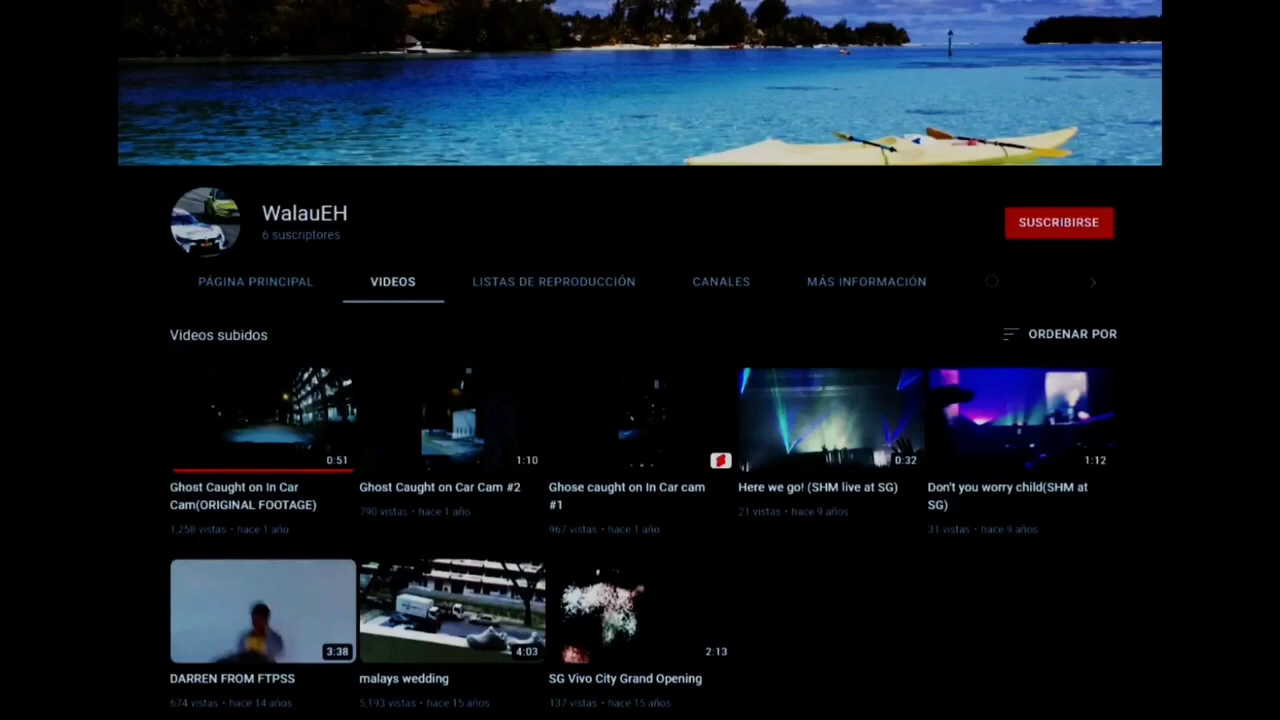 WalauEH
6 suscriptores
SUSCRIBIRSE
PÁGINA PRINCIPAL
VIDEOS
LISTAS DE REPRODUCCIÓN
CANALES
MÁS INFORMACIÓN
Videos subidos
ORDENAR POR
0:51
1:10
0:32
1:12
Ghost Caught on In Car
Cam(ORIGINAL FOOTAGE)
1,258 vistas • hace 1 año
Ghost Caught on Car Cam #2
790 vistas • hace 1 año
Ghose caught on In Car cam
#1
967 vistas • hace 1 año
Here we go! (SHM live at SG)
21 vistas • hace 9 años
Don't you worry child(SHM at
SG)
31 vistas • hace 9 años
3:38
4:03
2:13
DARREN FROM FTPSS
674 vistas • hace 14 años
malays wedding
5,193 vistas • hace 15 años
SG Vivo City Grand Opening
137 vistas • hace 15 años